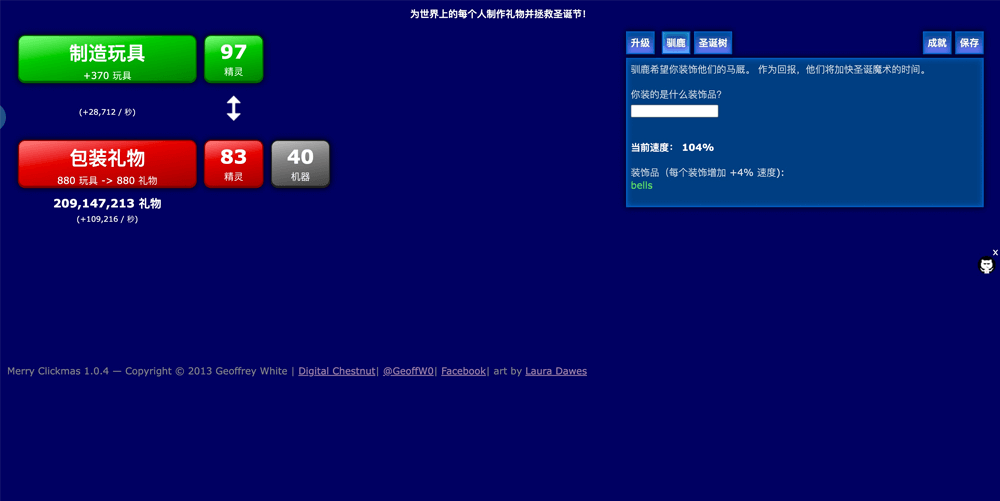 为世界上的每个人制作礼物并拯救圣诞节!
制造玩具
+370 玩具
97
精灵
(+28,712 / 秒)
包装礼物
880 玩具 -> 880 礼物
83
精灵
40
机器
209,147,213 礼物
(+109,216 / 秒)
升级
驯鹿
圣诞树
成就
保存
驯鹿希望你装饰他们的马厩。 作为回报，他们将加快圣诞魔术的时间。
你装的是什么装饰品?
当前速度： 104%
装饰品（每个装饰增加 +4% 速度):
bells
x
Merry Clickmas 1.0.4 — Copyright © 2013 Geoffrey White | Digital Chestnut| @GeoffW0| Facebook| art by Laura Dawes